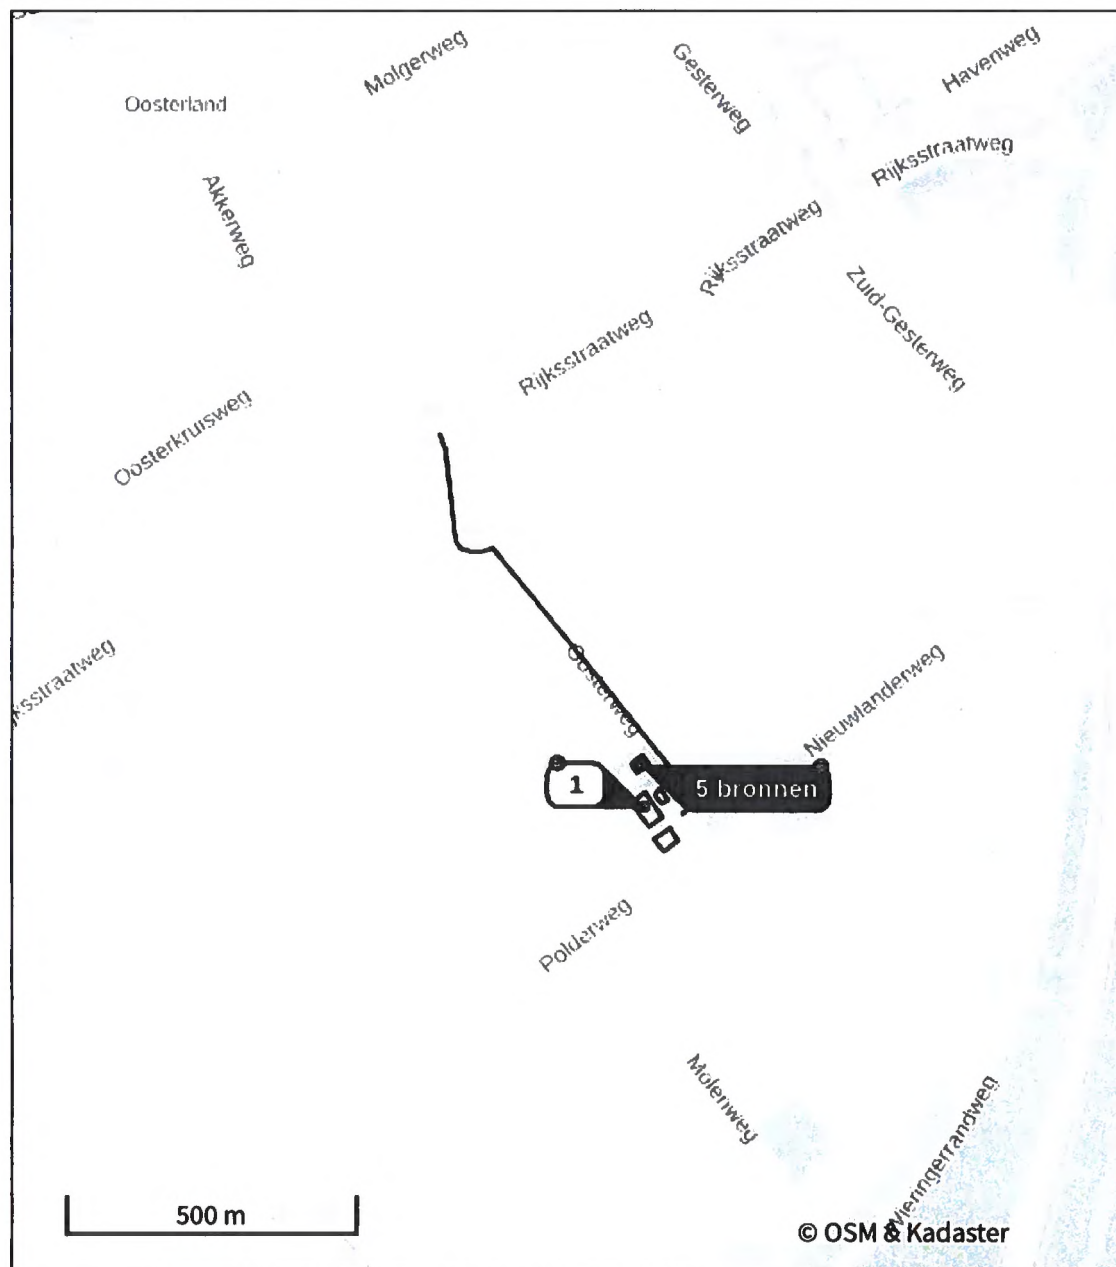 Molgerweg
Gesterweg
Havenweg
Oosterland
Rijksstraatweg
Akkerweg
Rijksstraatweg
Zuid-Gesterweg
Rijksstraatweg
Oosterkruisweg
Oosterweg
Nieuwlanderweg
ksstraatweg
1
5 bronnen
Polderweg
Molenweg
Wieringerrandweg
500 m
© OSM & Kadaster